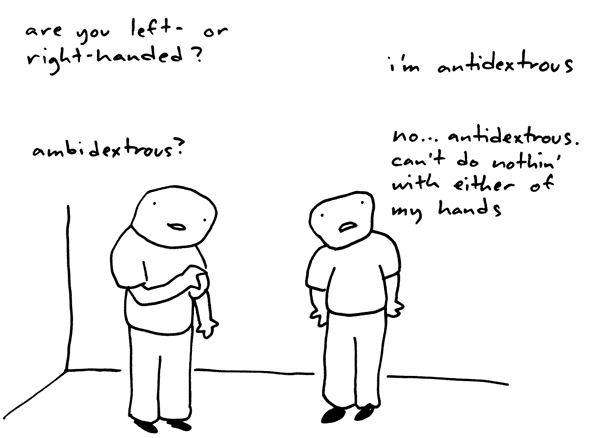 are you left- or
right-handed?
i'm antidextrous
ambidextrous?
no... antidextrous.
can't do nothin'
with either of
my hands